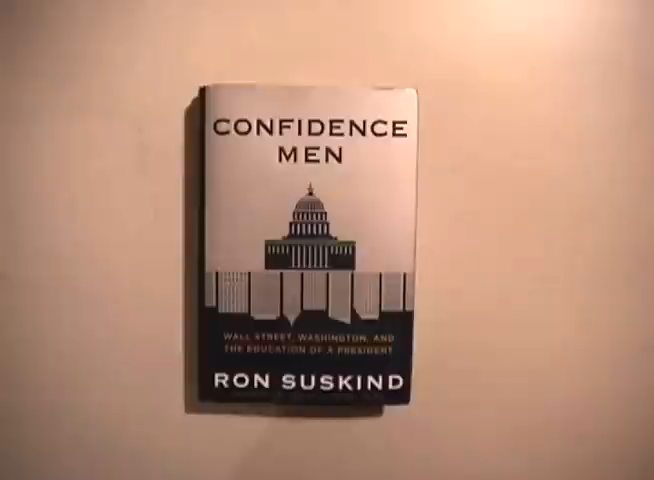 CONFIDENCE
MEN
WALL STREET, WASHINGTON, AND
THE EDUCATION OF A PRESIDENT
RON SUSKIND